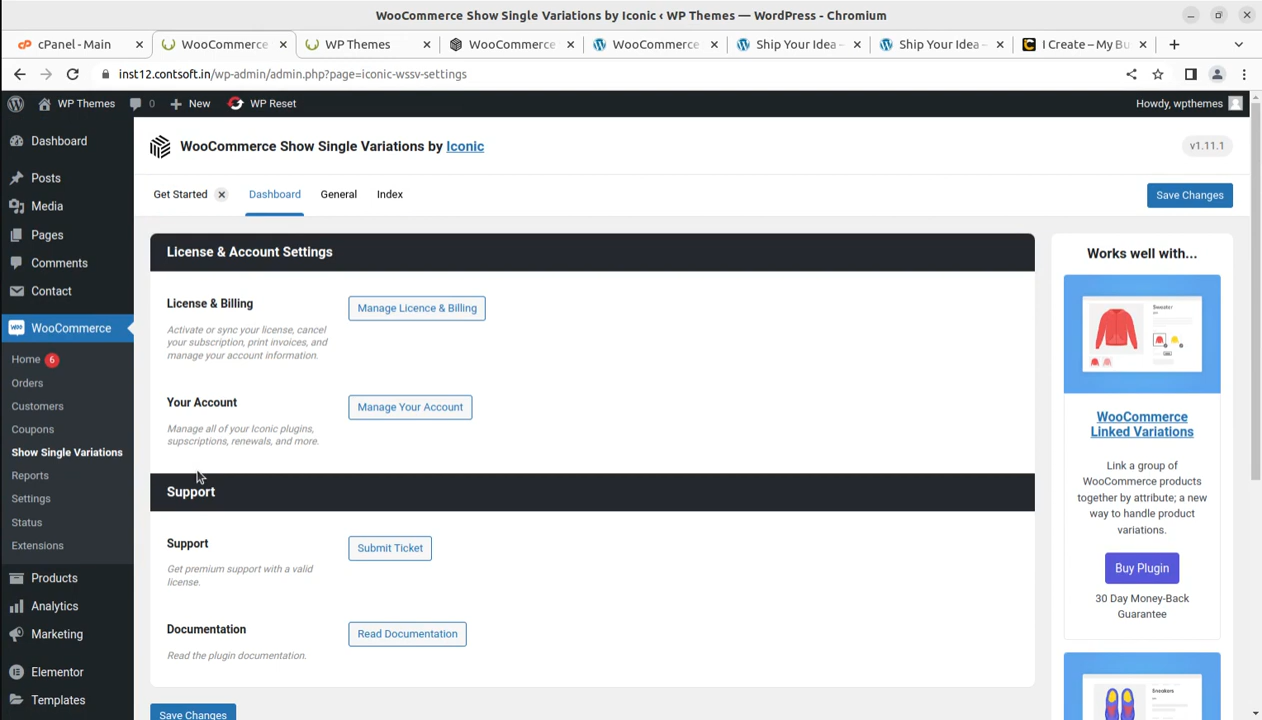 WooCommerce Show Single Variations by Iconic ‹ WP Themes — WordPress - Chromium
cPanel - Main
WooCommerce
WP Themes
WooCommerce
WooCommerce
Ship Your Idea –
Ship Your Idea –
I Create – My Bu
inst12.contsoft.in/wp-admin/admin.php?page=iconic-wssv-settings
WP Themes
0
New
WP Reset
Howdy, wpthemes
Dashboard
Posts
Media
Pages
Comments
Contact
WooCommerce
Home 6
Orders
Customers
Coupons
Show Single Variations
Reports
Settings
Status
Extensions
Products
Analytics
Marketing
Elementor
Templates
WooCommerce Show Single Variations by Iconic
v1.11.1
Get Started
Dashboard
General
Index
Save Changes
License & Account Settings
License & Billing
Activate or sync your license, cancel
your subscription, print invoices, and
manage your account information.
Manage Licence & Billing
Your Account
Manage all of your Iconic plugins,
supscriptions, renewals, and more.
Manage Your Account
Support
Support
Get premium support with a valid
license.
Submit Ticket
Documentation
Read the plugin documentation.
Read Documentation
Save Changes
Works well with...
Sweater
WooCommerce
Linked Variations
Link a group of
WooCommerce products
together by attribute; a new
way to handle product
variations.
Buy Plugin
30 Day Money-Back
Guarantee
Sneakers